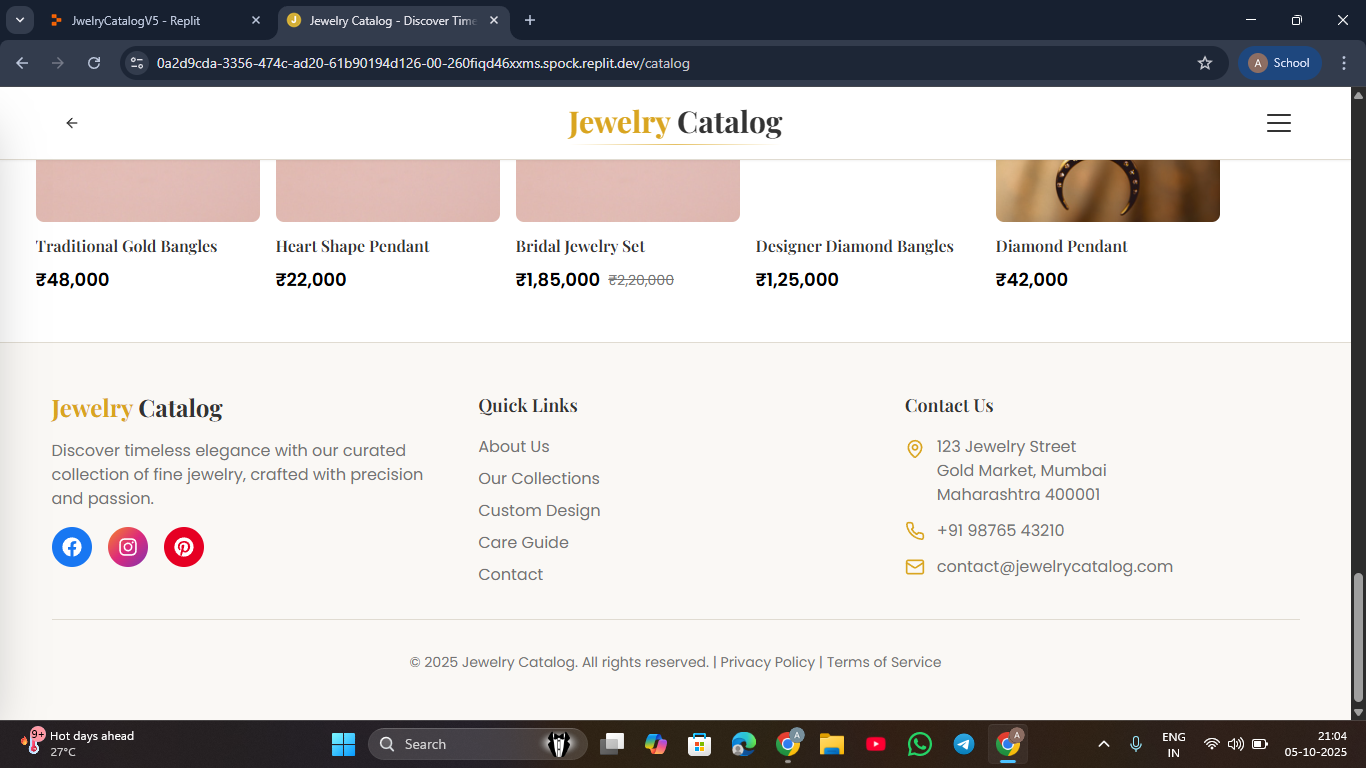 JwelryCatalogV5 - Replit
J
Jewelry Catalog - Discover Time
0a2d9cda-3356-474c-ad20-61b90194d126-00-260fiqd46xxms.spock.replit.dev/catalog
A School
Jewelry Catalog
Traditional Gold Bangles
Heart Shape Pendant
Bridal Jewelry Set
Designer Diamond Bangles
Diamond Pendant
₹48,000
₹22,000
₹1,85,000 ₹2,20,000
₹1,25,000
₹42,000
Jewelry Catalog
Discover timeless elegance with our curated
collection of fine jewelry, crafted with precision
and passion.
Quick Links
About Us
Our Collections
Custom Design
Care Guide
Contact
Contact Us
123 Jewelry Street
Gold Market, Mumbai
Maharashtra 400001
+91 98765 43210
contact@jewelrycatalog.com
© 2025 Jewelry Catalog. All rights reserved. | Privacy Policy | Terms of Service
9+
Hot days ahead
27°C
Search
A
A
ENG
IN
21:04
05-10-2025